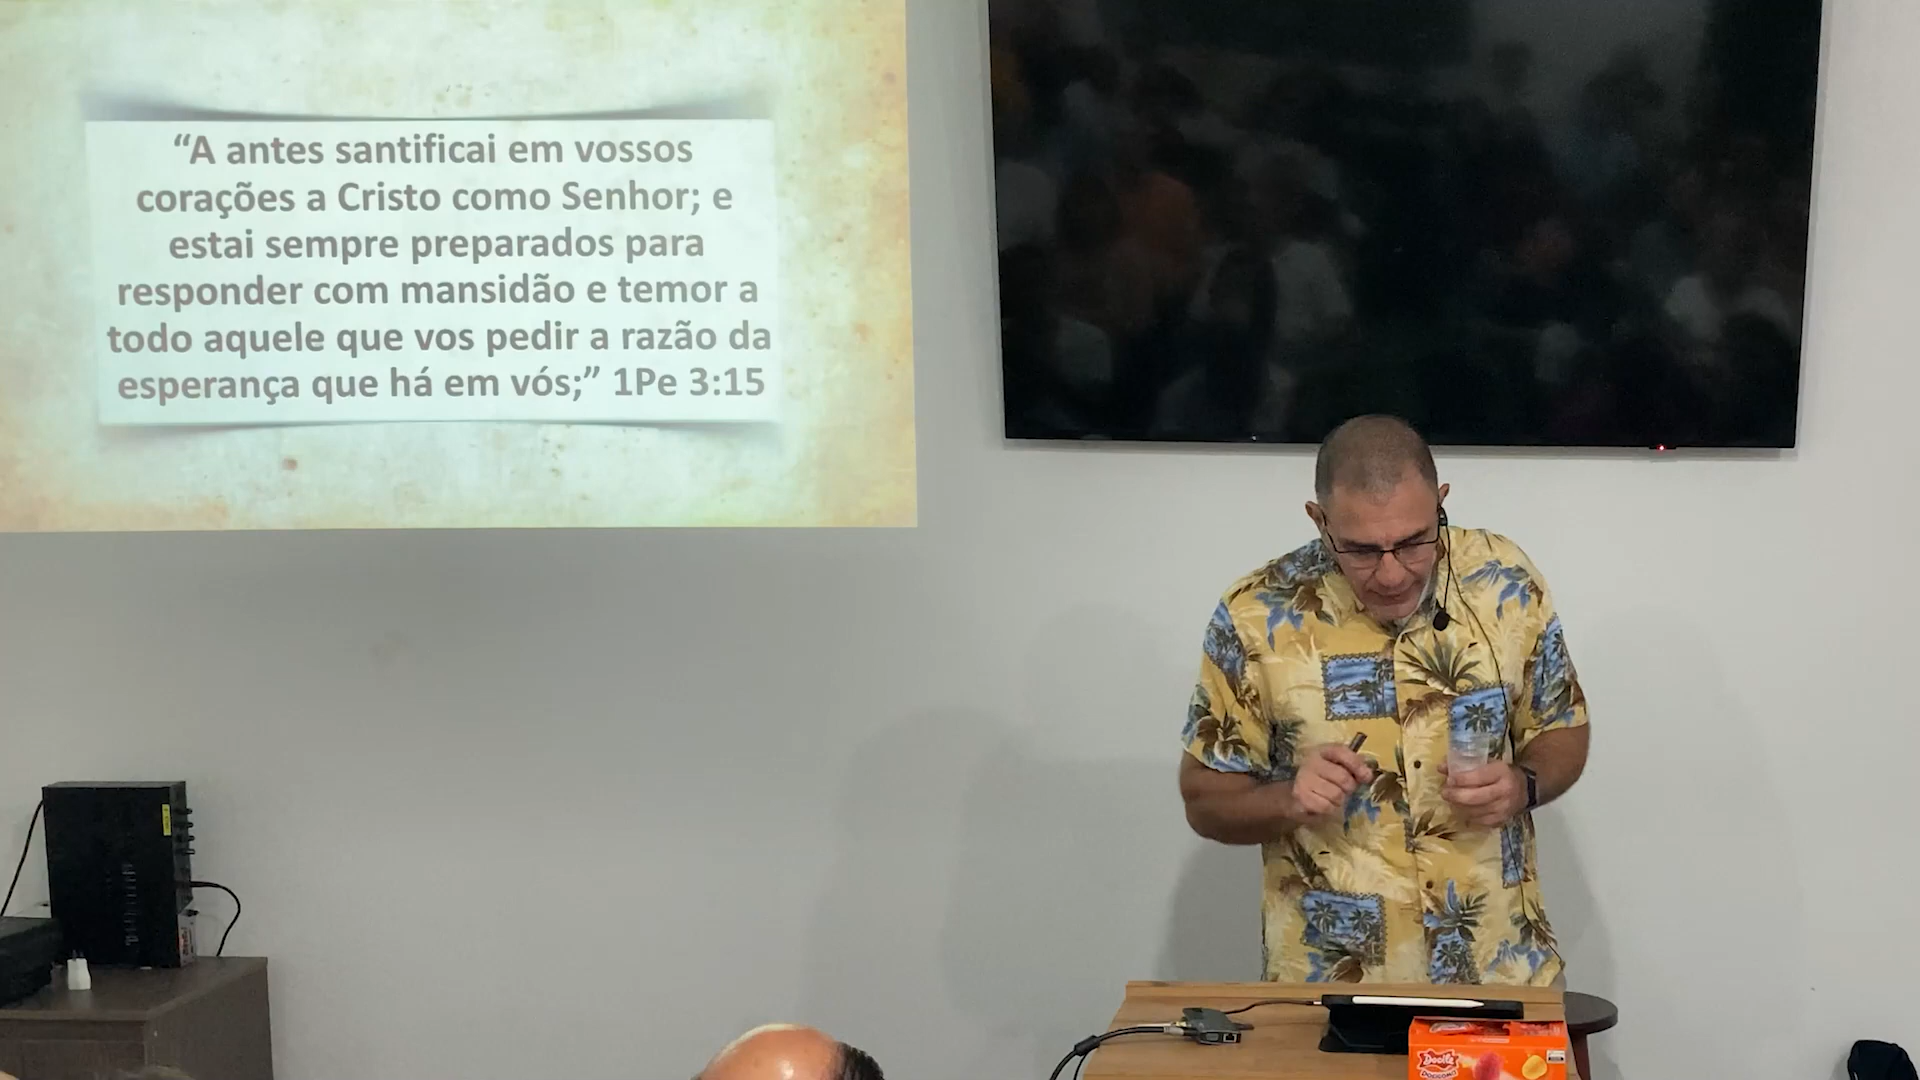 “A antes santificai em vossos
corações a Cristo como Senhor; e
estai sempre preparados para
responder com mansidão e temor a
todo aquele que vos pedir a razão da
esperança que há em vós;” 1Pe 3:15
Docile